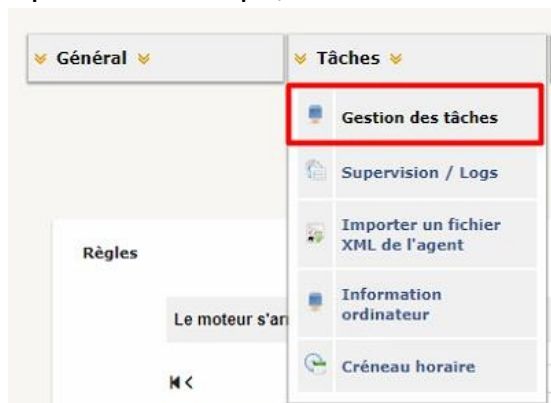 Général
Tâches
Gestion des tâches
Supervision / Logs
Importer un fichier
XML de l'agent
Règles
Information
ordinateur
Le moteur s'arr
Créneau horaire